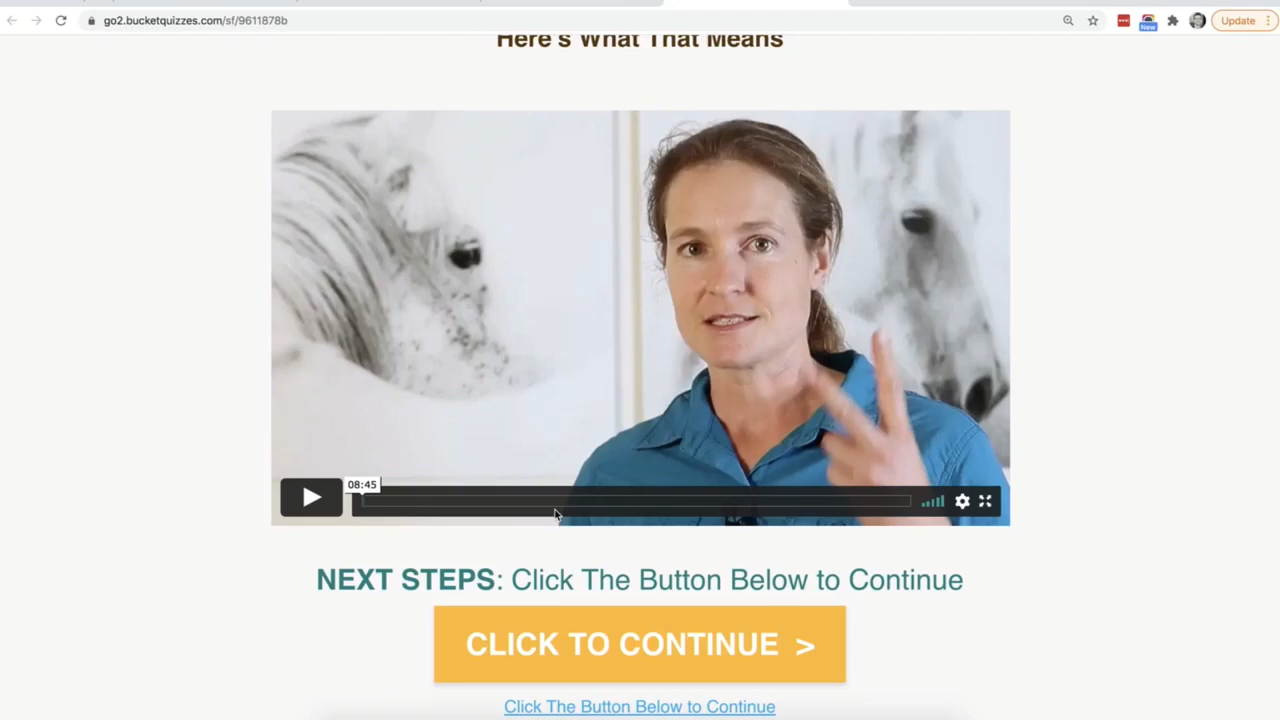 go2.bucketquizzes.com/sf/9611878b
New
Update
Here's What That Means
08:45
NEXT STEPS: Click The Button Below to Continue
CLICK TO CONTINUE >
Click The Button Below to Continue